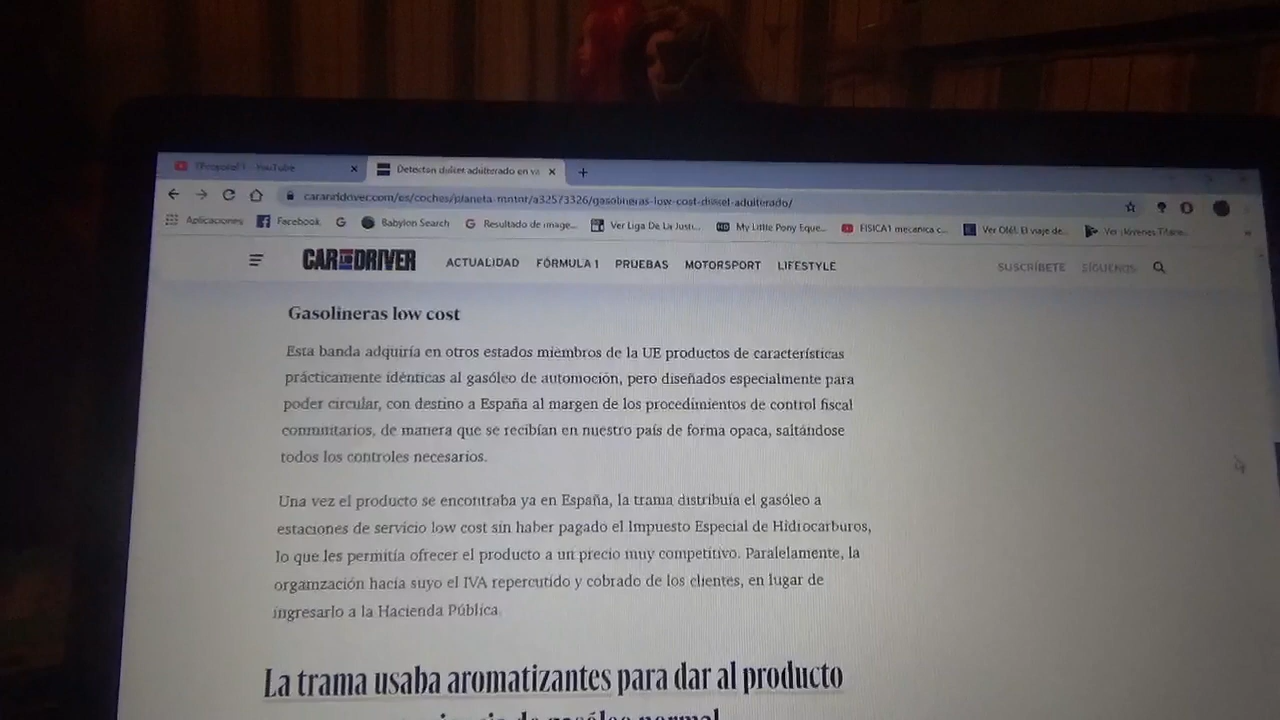 YouTube
Detectan diésel adulterado en va
caranddriver.com/es/coches/planeta-motor/a32573326/gasolineras-low-cost-diesel-adulterado/
Aplicaciones Facebook Babylon Search Resultado de image... Ver Liga De La Justi... My Little Pony Eque... FISICA1 mecanica c... Ver Olé!. El viaje de... Ver Jóvenes Titane...
CAR AND DRIVER ACTUALIDAD FÓRMULA 1 PRUEBAS MOTORSPORT LIFESTYLE SUSCRÍBETE SÍGUENOS
Gasolineras low cost
Esta banda adquiría en otros estados miembros de la UE productos de características
prácticamente idénticas al gasóleo de automoción, pero diseñados especialmente para
poder circular, con destino a España al margen de los procedimientos de control fiscal
comunitarios, de manera que se recibían en nuestro país de forma opaca, saltándose
todos los controles necesarios.
Una vez el producto se encontraba ya en España, la trama distribuía el gasóleo a
estaciones de servicio low cost sin haber pagado el Impuesto Especial de Hidrocarburos,
lo que les permitía ofrecer el producto a un precio muy competitivo. Paralelamente, la
organización hacía suyo el IVA repercutido y cobrado de los clientes, en lugar de
ingresarlo a la Hacienda Pública.
La trama usaba aromatizantes para dar al producto
de gasóleo normal